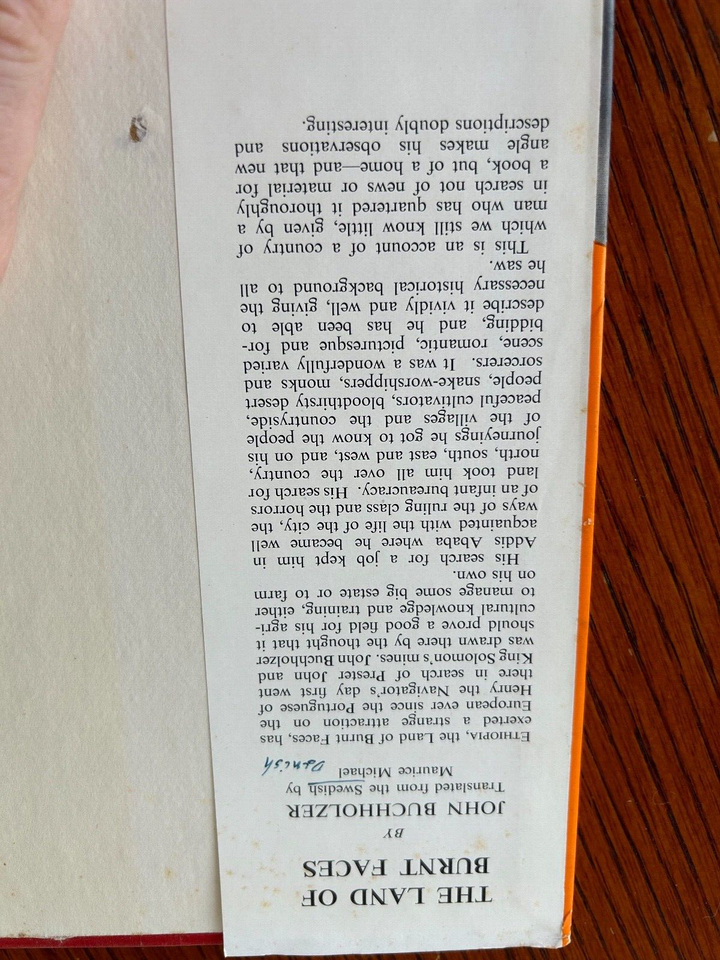 THE LAND OF
BURNT FACES
BY
JOHN BUCHHOLZER
Translated from the Swedish by
Maurice Michael
Danish
ETHIOPIA, the Land of Burnt Faces, has
exerted a strange attraction on the
European ever since the Portuguese of
Henry the Navigator's day first went
there in search of Prester John and
King Solomon's mines. John Buchholzer
was drawn there by the thought that it
should prove a good field for his agri-
cultural knowledge and training, either
to manage some big estate or to farm
on his own.
His search for a job kept him in
Addis Ababa where he became well
acquainted with the life of the city, the
ways of the ruling class and the horrors
of an infant bureaucracy. His search for
land took him all over the country,
north, south, east and west, and on his
journeyings he got to know the people
of the villages and the countryside,
peaceful cultivators, bloodthirsty desert
people, snake-worshippers, monks and
sorcerers. It was a wonderfully varied
scene, romantic, picturesque and for-
bidding, and he has been able to
describe it vividly and well, giving the
necessary historical background to all
he saw.
This is an account of a country of
which we still know little, given by a
man who has quartered it thoroughly
in search not of news or material for
a book, but of a home—and that new
angle makes his observations and
descriptions doubly interesting.